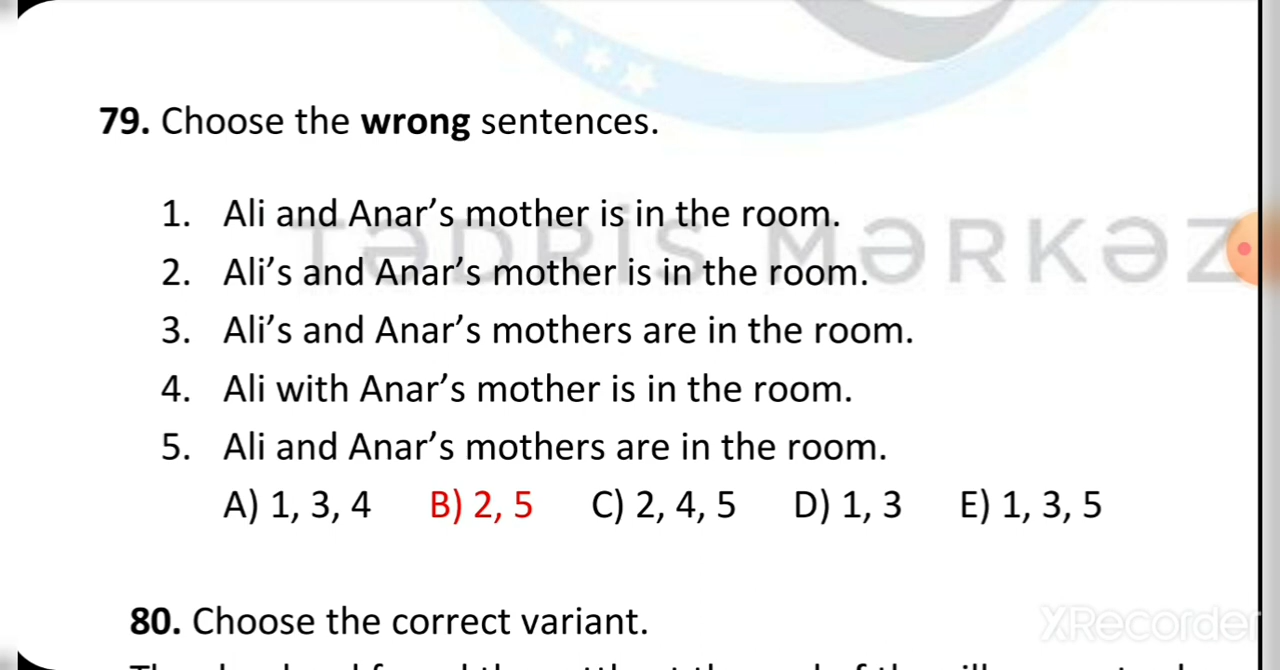 79. Choose the wrong sentences.
TƏDRİS MƏRKƏZ
1. Ali and Anar’s mother is in the room.
2. Ali’s and Anar’s mother is in the room.
3. Ali’s and Anar’s mothers are in the room.
4. Ali with Anar’s mother is in the room.
5. Ali and Anar’s mothers are in the room.
A) 1, 3, 4 B) 2, 5 C) 2, 4, 5 D) 1, 3 E) 1, 3, 5
80. Choose the correct variant.
XRecorder